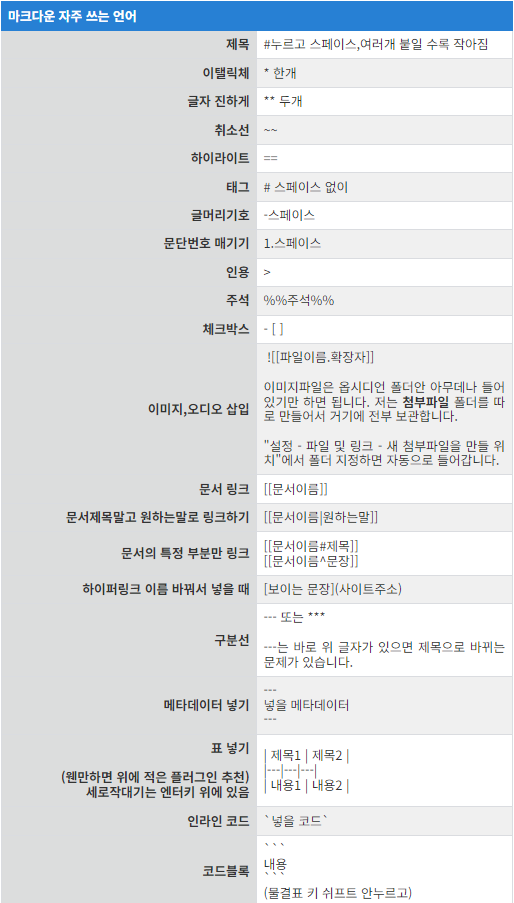 마크다운 자주 쓰는 언어
제목 #누르고 스페이스,여러개 붙일 수록 작아짐
이탤릭체 * 한개
글자 진하게 ** 두개
취소선 ~~
하이라이트 ==
태그 # 스페이스 없이
글머리기호 -스페이스
문단번호 매기기 1.스페이스
인용 >
주석 %%주석%%
체크박스 - [ ]
이미지,오디오 삽입
![[파일이름.확장자]]
이미지파일은 옵시디언 폴더안 아무데나 들어
있기만 하면 됩니다. 저는 첨부파일 폴더를 따
로 만들어서 거기에 전부 보관합니다.
"설정 - 파일 및 링크 - 새 첨부파일을 만들 위
치"에서 폴더 지정하면 자동으로 들어갑니다.
문서 링크 [[문서이름]]
문서제목말고 원하는말로 링크하기 [[문서이름|원하는말]]
문서의 특정 부분만 링크
[[문서이름#제목]]
[[문서이름^문장]]
하이퍼링크 이름 바꿔서 넣을 때 [보이는 문장](사이트주소)
구분선
--- 또는 ***
---는 바로 위 글자가 있으면 제목으로 바뀌는
문제가 있습니다.
메타데이터 넣기
---
넣을 메타데이터
---
표 넣기
(웬만하면 위에 적은 플러그인 추천)
세로작대기는 엔터키 위에 있음
| 제목1 | 제목2 |
|---|---|---|
| 내용1 | 내용2 |
인라인 코드 `넣을 코드`
코드블록
```
내용
```
(물결표 키 쉬프트 안누르고)